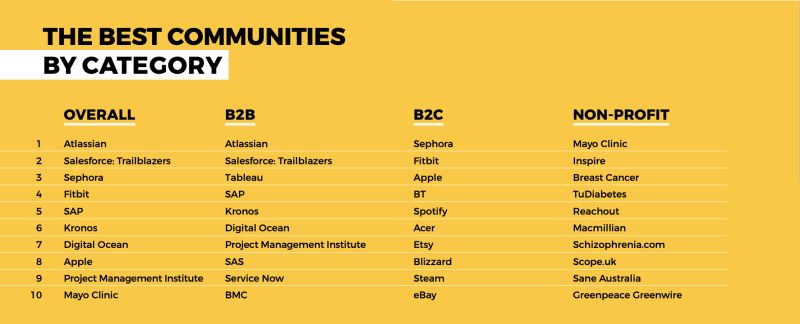 THE BEST COMMUNITIES
BY CATEGORY
OVERALL B2B B2C NON-PROFIT
1 Atlassian Atlassian Sephora Mayo Clinic
2 Salesforce: Trailblazers Salesforce: Trailblazers Fitbit Inspire
3 Sephora Tableau Apple Breast Cancer
4 Fitbit SAP BT TuDiabetes
5 SAP Kronos Spotify Reachout
6 Kronos Digital Ocean Acer Macmillian
7 Digital Ocean Project Management Institute Etsy Schizophrenia.com
8 Apple SAS Blizzard Scope.uk
9 Project Management Institute Service Now Steam Sane Australia
10 Mayo Clinic BMC eBay Greenpeace Greenwire